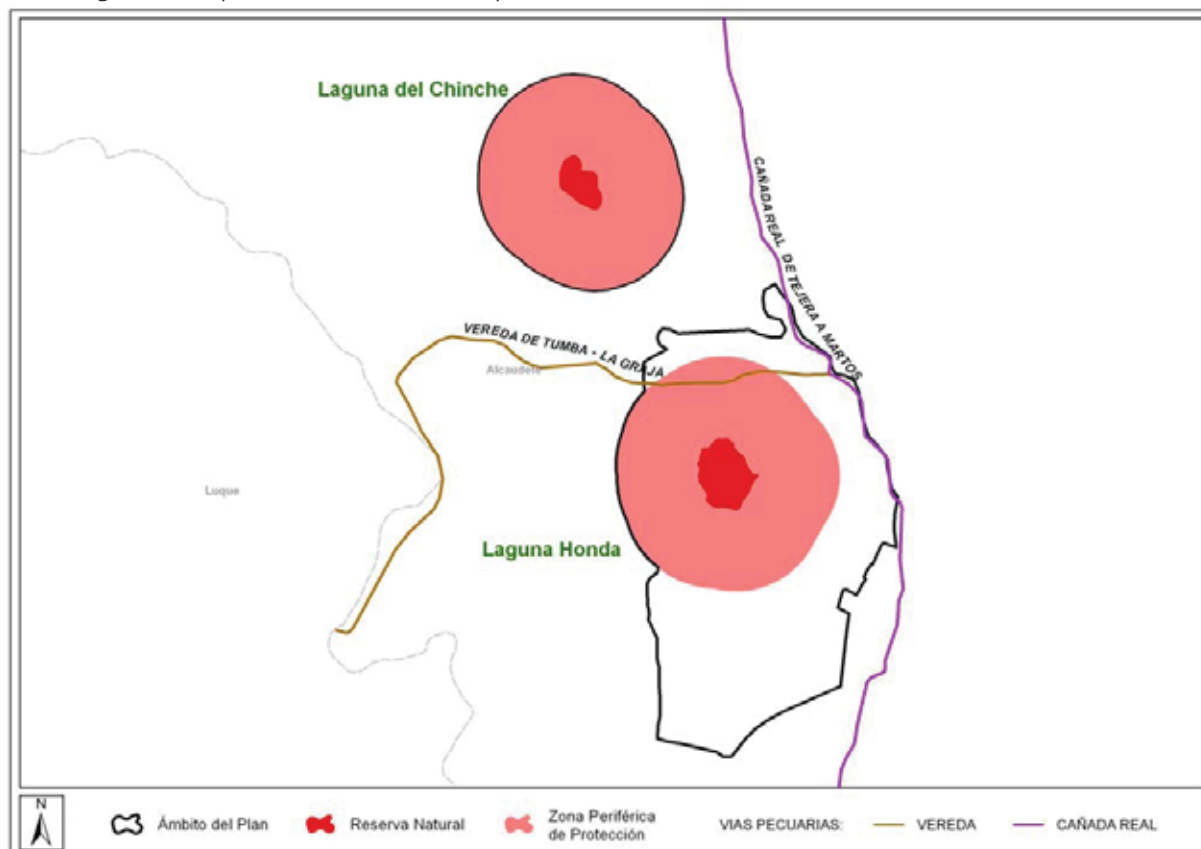 Laguna del Chinche
CAÑADA REAL DE TEJERA A MARTOS
VEREDA DE TUMBA - LA GRAJA
Alcaudete
Luque
Laguna Honda
N
Ámbito del Plan
Reserva Natural
Zona Periférica
de Protección
VIAS PECUARIAS:
VEREDA
CAÑADA REAL